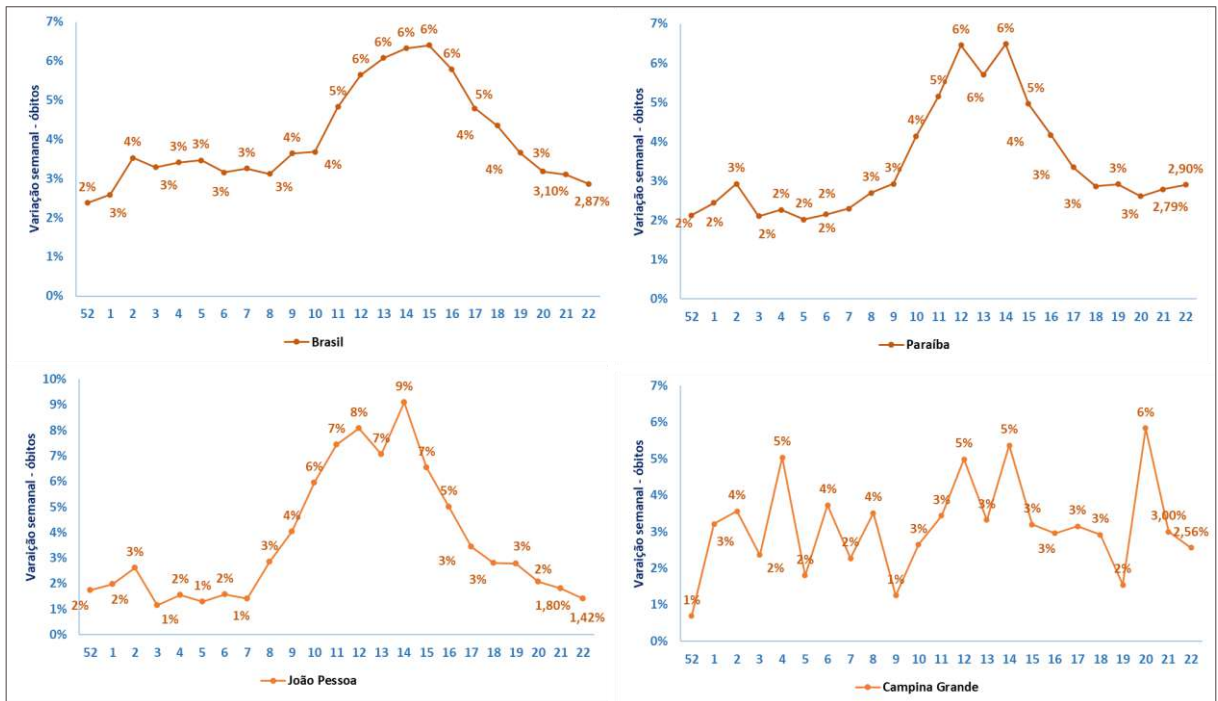 Variação semanal - óbitos
7%
6%
5%
4%
3%
2%
1%
0%
2% 3% 4% 3% 3% 3% 3% 3% 3% 4% 4% 5% 6% 6% 6% 6% 6% 5% 4% 4% 3% 3,10% 2,87%
52 1 2 3 4 5 6 7 8 9 10 11 12 13 14 15 16 17 18 19 20 21 22
Brasil
Variação semanal - óbitos
7%
6%
5%
4%
3%
2%
1%
0%
2% 2% 3% 2% 2% 2% 2% 2% 3% 3% 4% 5% 6% 6% 6% 5% 4% 3% 3% 3% 3% 2,79% 2,90%
52 1 2 3 4 5 6 7 8 9 10 11 12 13 14 15 16 17 18 19 20 21 22
Paraíba
Varaição semanal - óbitos
10%
9%
8%
7%
6%
5%
4%
3%
2%
1%
0%
2% 2% 3% 1% 2% 1% 2% 1% 3% 4% 6% 7% 8% 7% 9% 7% 5% 3% 3% 3% 2% 1,80% 1,42%
52 1 2 3 4 5 6 7 8 9 10 11 12 13 14 15 16 17 18 19 20 21 22
João Pessoa
Varaição semanal - óbitos
7%
6%
5%
4%
3%
2%
1%
0%
1% 3% 4% 2% 5% 2% 4% 2% 4% 1% 3% 3% 5% 3% 5% 3% 3% 3% 3% 2% 6% 3,00% 2,56%
52 1 2 3 4 5 6 7 8 9 10 11 12 13 14 15 16 17 18 19 20 21 22
Campina Grande